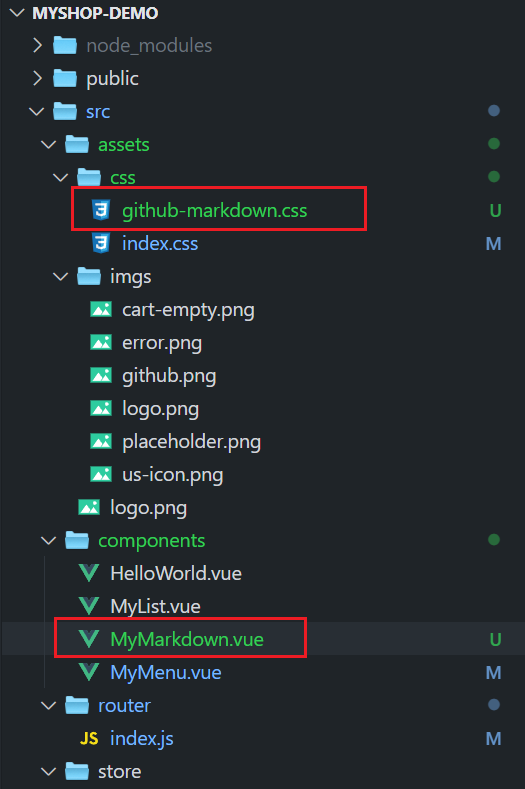 MYSHOP-DEMO
node_modules
public
src
assets
css
github-markdown.css U
index.css M
imgs
cart-empty.png
error.png
github.png
logo.png
placeholder.png
us-icon.png
logo.png
components
HelloWorld.vue
MyList.vue
MyMarkdown.vue U
MyMenu.vue M
router
JS index.js M
store